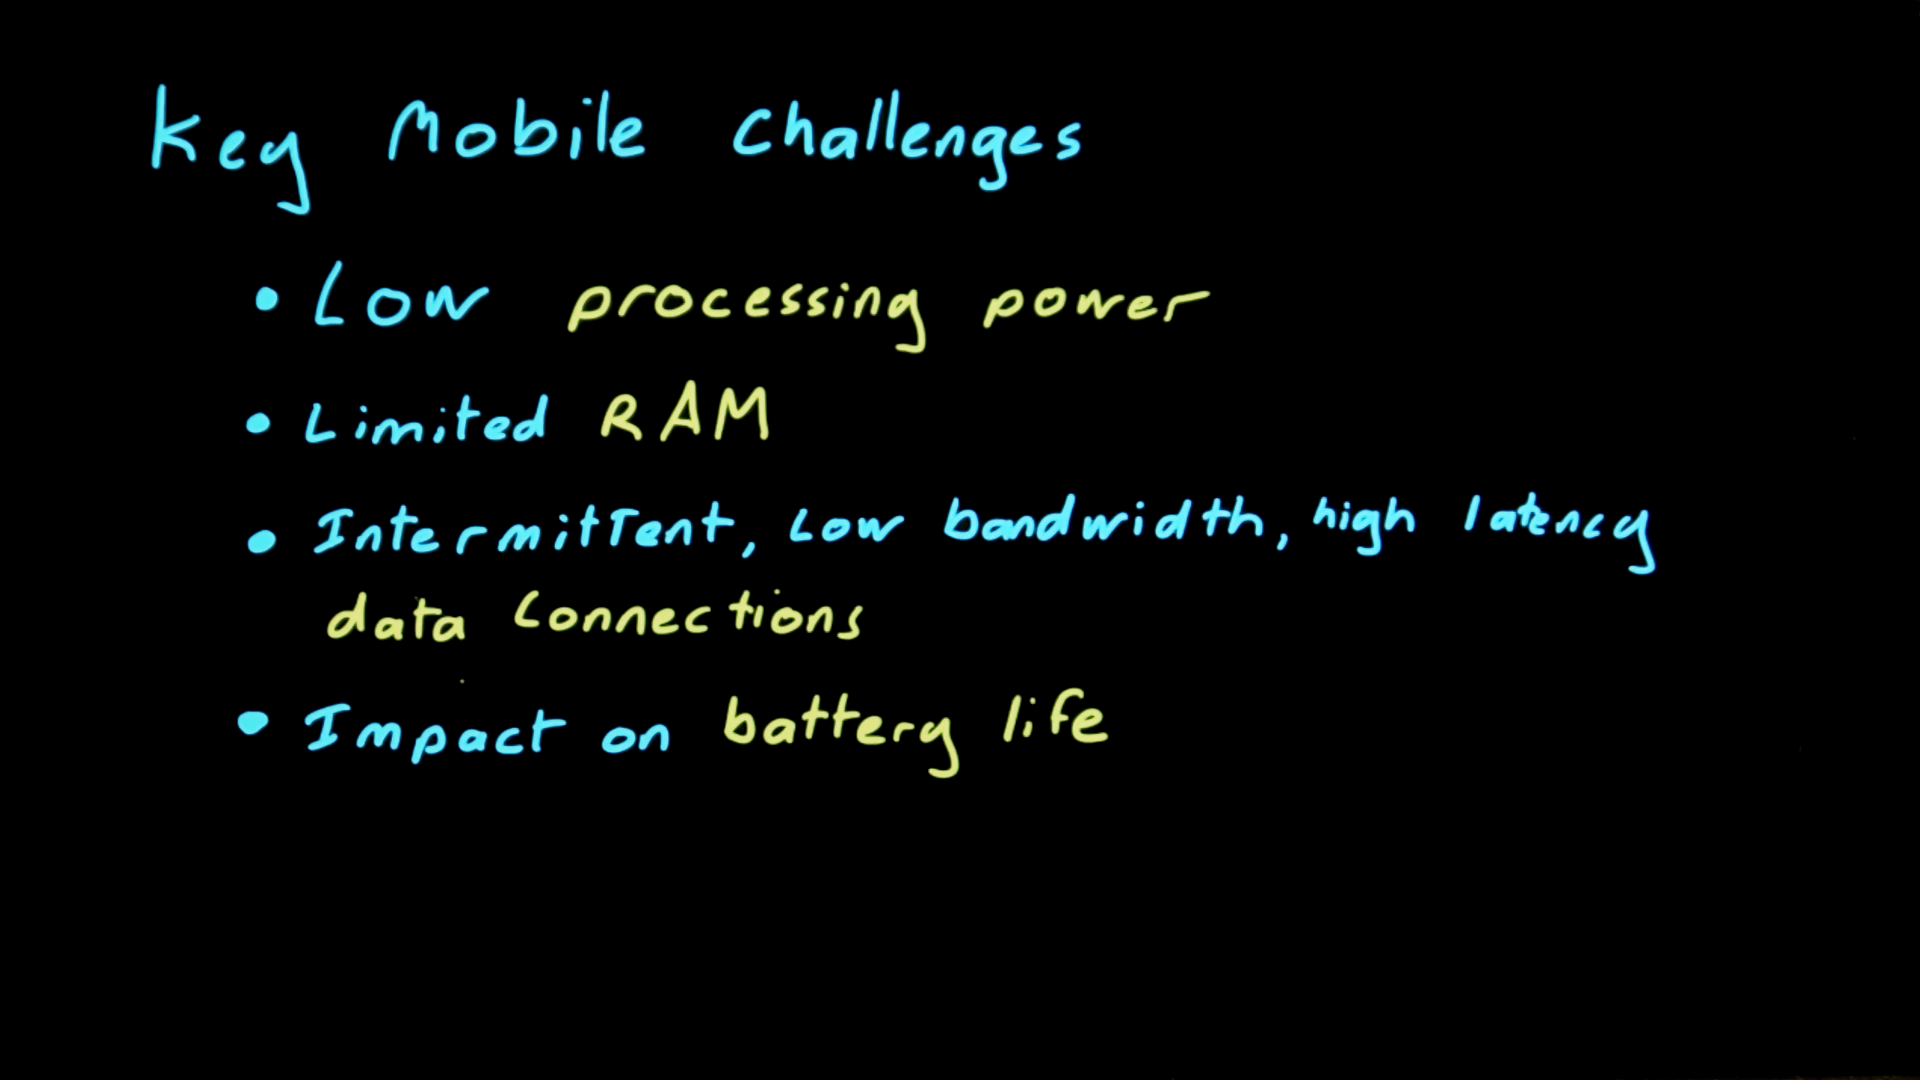 Key Mobile Challenges
• Low processing power
• Limited RAM
• Intermittent, Low bandwidth, high latency
data Connections
• Impact on battery life